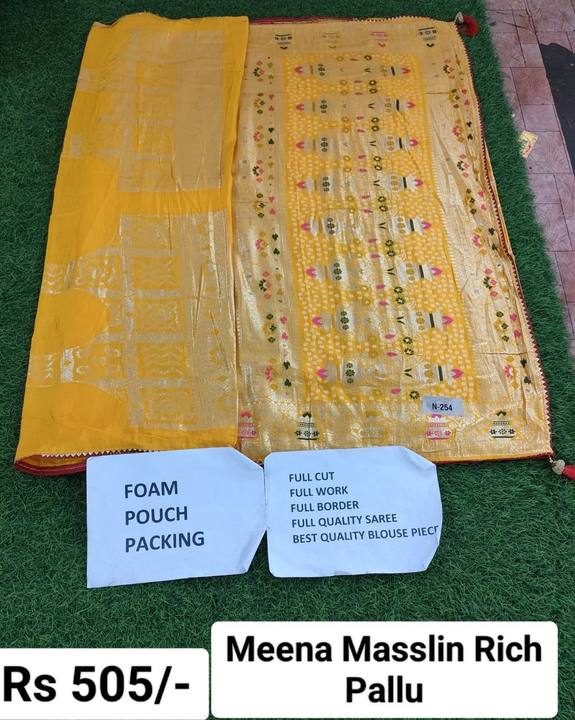 N-254
FOAM
POUCH
PACKING
FULL CUT
FULL WORK
FULL BORDER
FULL QUALITY SAREE
BEST QUALITY BLOUSE PIECE
Rs 505/-
Meena Masslin Rich
Pallu